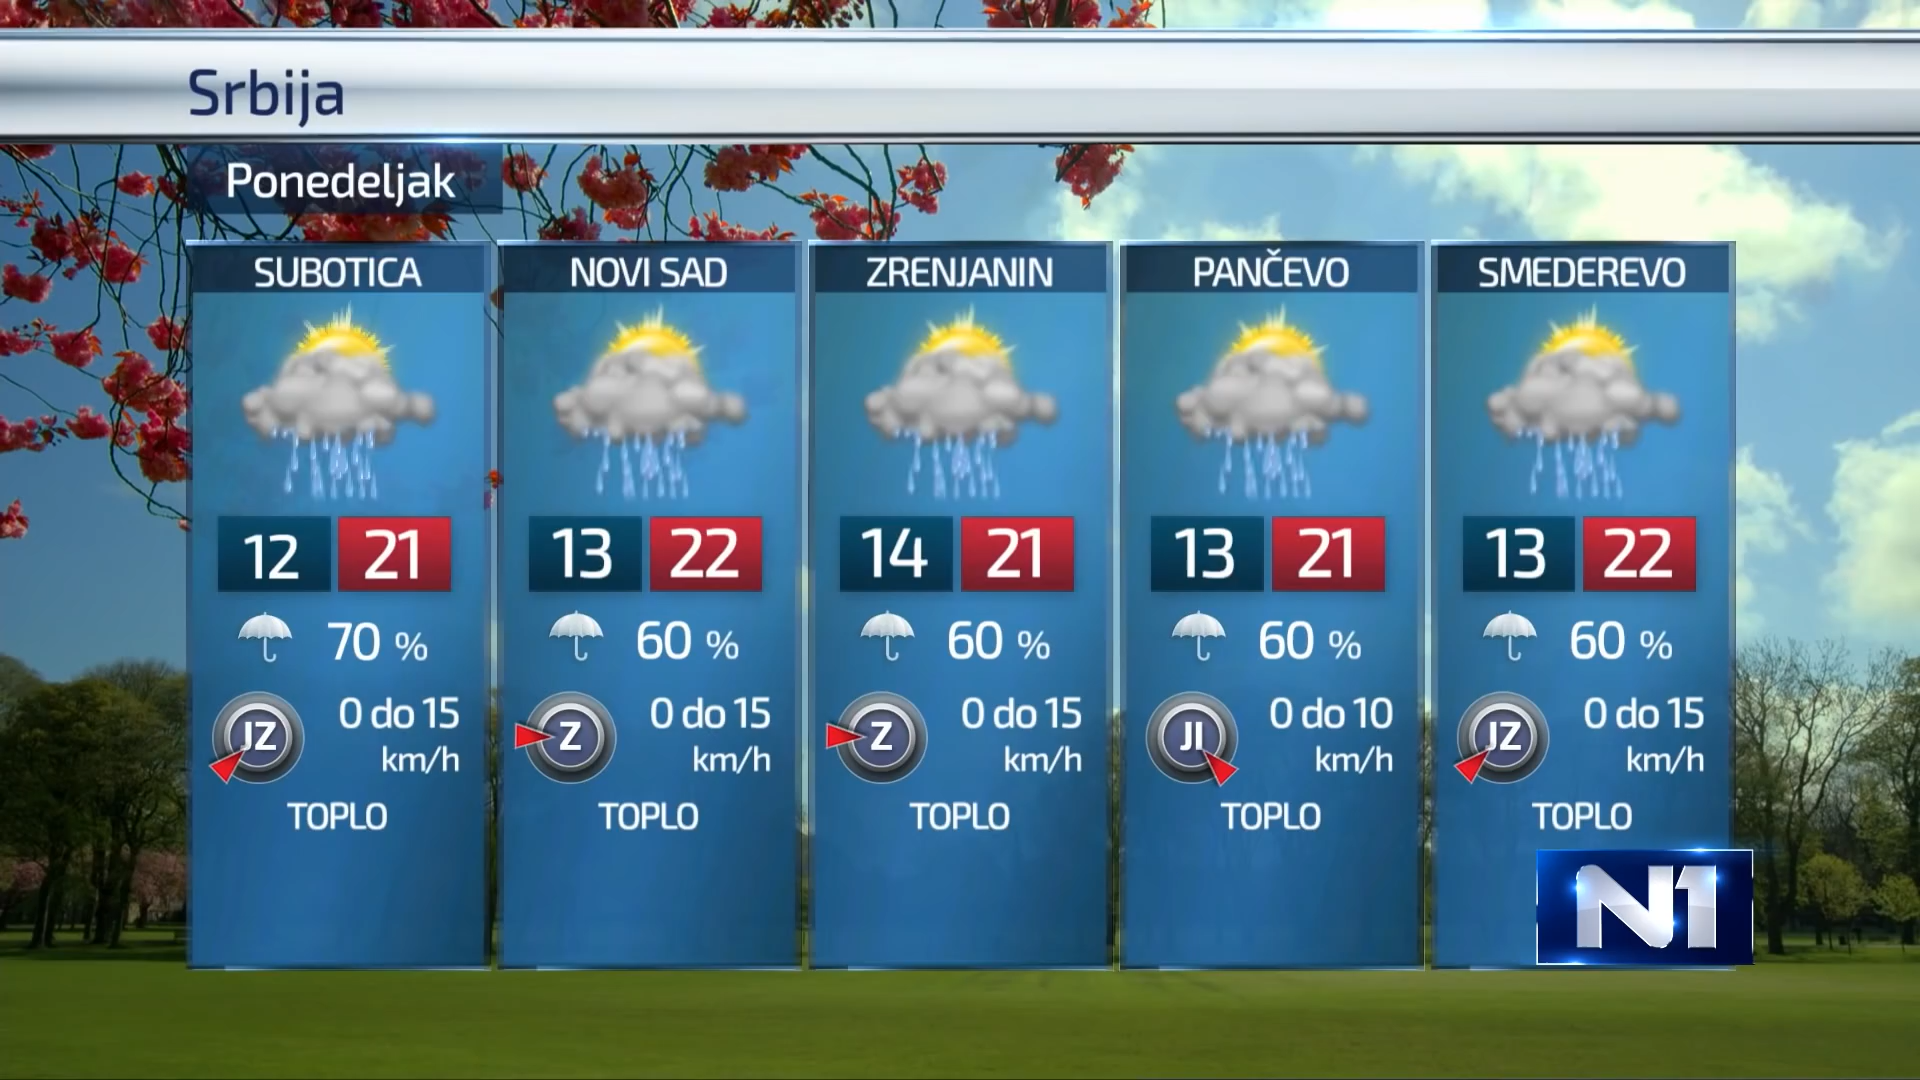 Srbija
Ponedeljak
SUBOTICA
12 21
70 %
JZ 0 do 15
km/h
TOPLO
NOVI SAD
13 22
60 %
Z 0 do 15
km/h
TOPLO
ZRENJANIN
14 21
60 %
Z 0 do 15
km/h
TOPLO
PANČEVO
13 21
60 %
JI 0 do 10
km/h
TOPLO
SMEDEREVO
13 22
60 %
JZ 0 do 15
km/h
TOPLO
N1